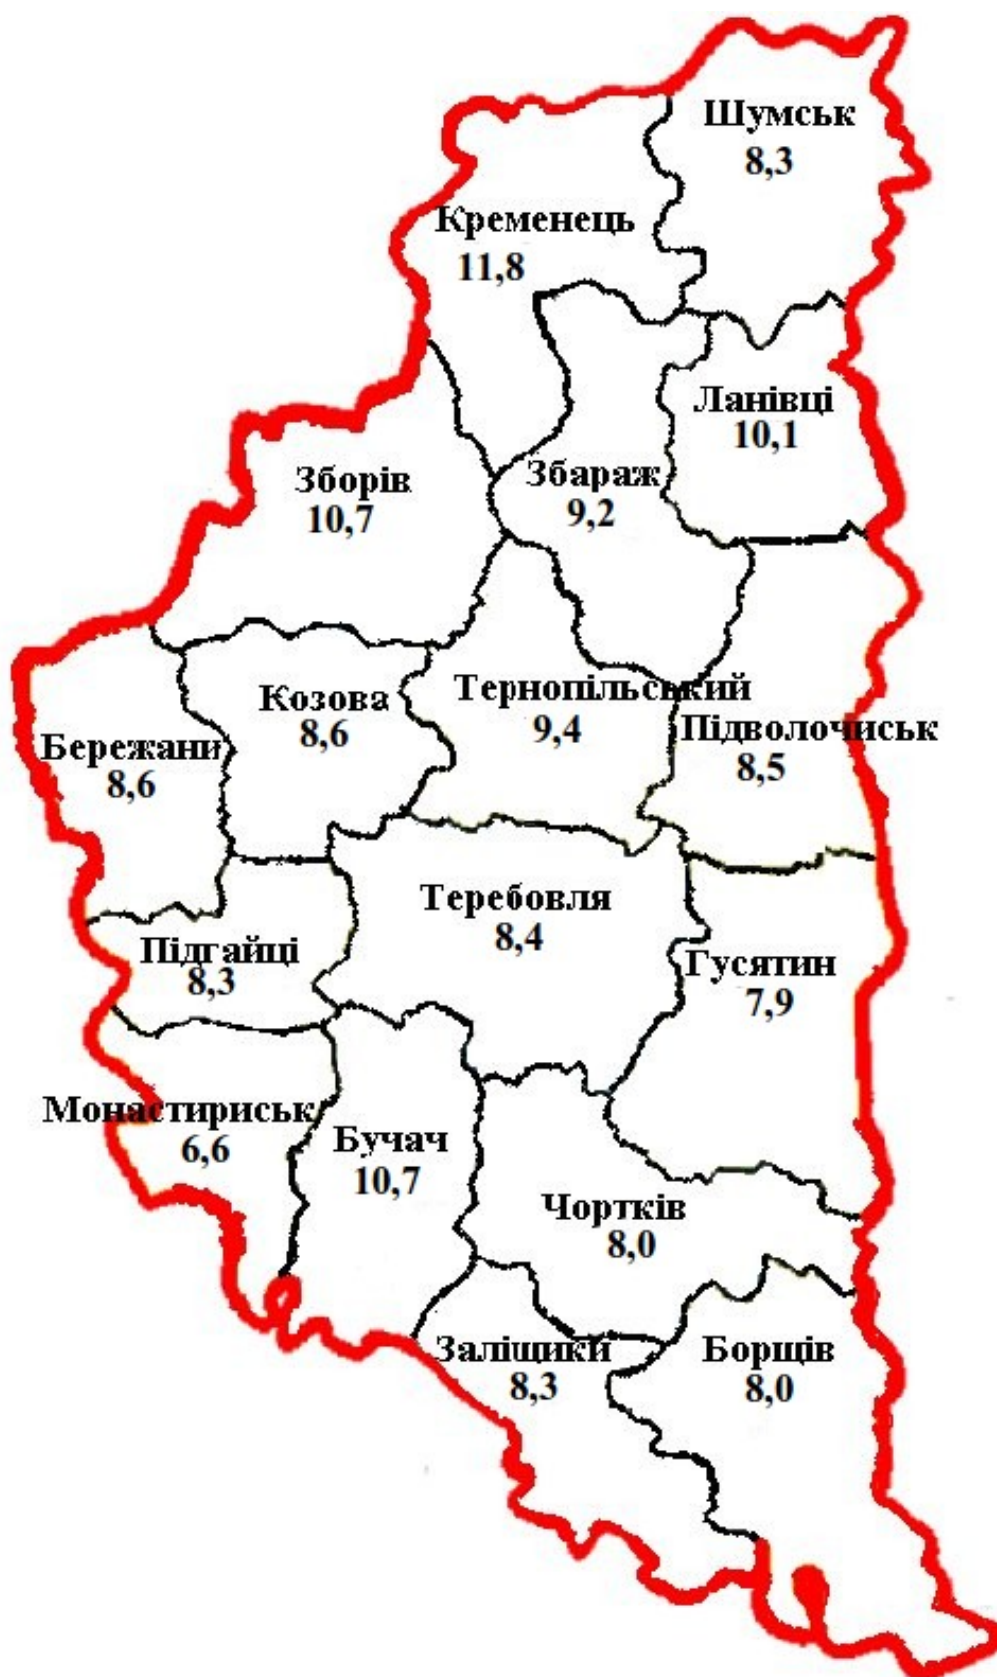 Шумськ
8,3
Кременець
11,8
Ланівці
10,1
Зборів
10,7
Збараж
9,2
Козова
8,6
Тернопільський
9,4
Підволочиськ
8,5
Бережани
8,6
Теребовля
8,4
Підгайці
8,3
Гусятин
7,9
Монастириськ
6,6
Бучач
10,7
Чортків
8,0
Заліщики
8,3
Борщів
8,0